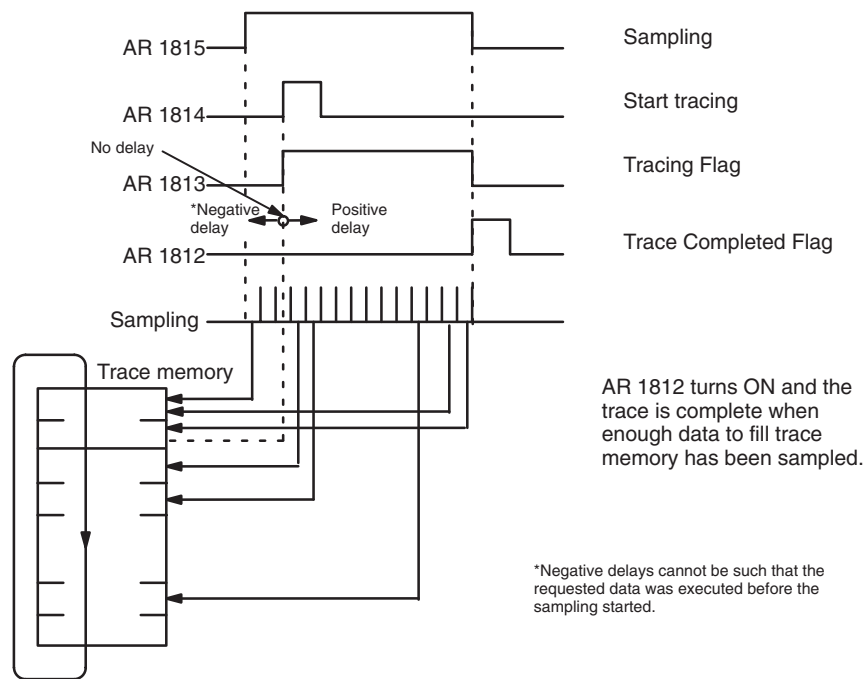 AR 1815 Sampling
AR 1814 Start tracing
No delay
AR 1813 Tracing Flag
*Negative
delay
Positive
delay
AR 1812 Trace Completed Flag
Sampling
Trace memory
AR 1812 turns ON and the
trace is complete when
enough data to fill trace
memory has been sampled.
*Negative delays cannot be such that the
requested data was executed before the
sampling started.